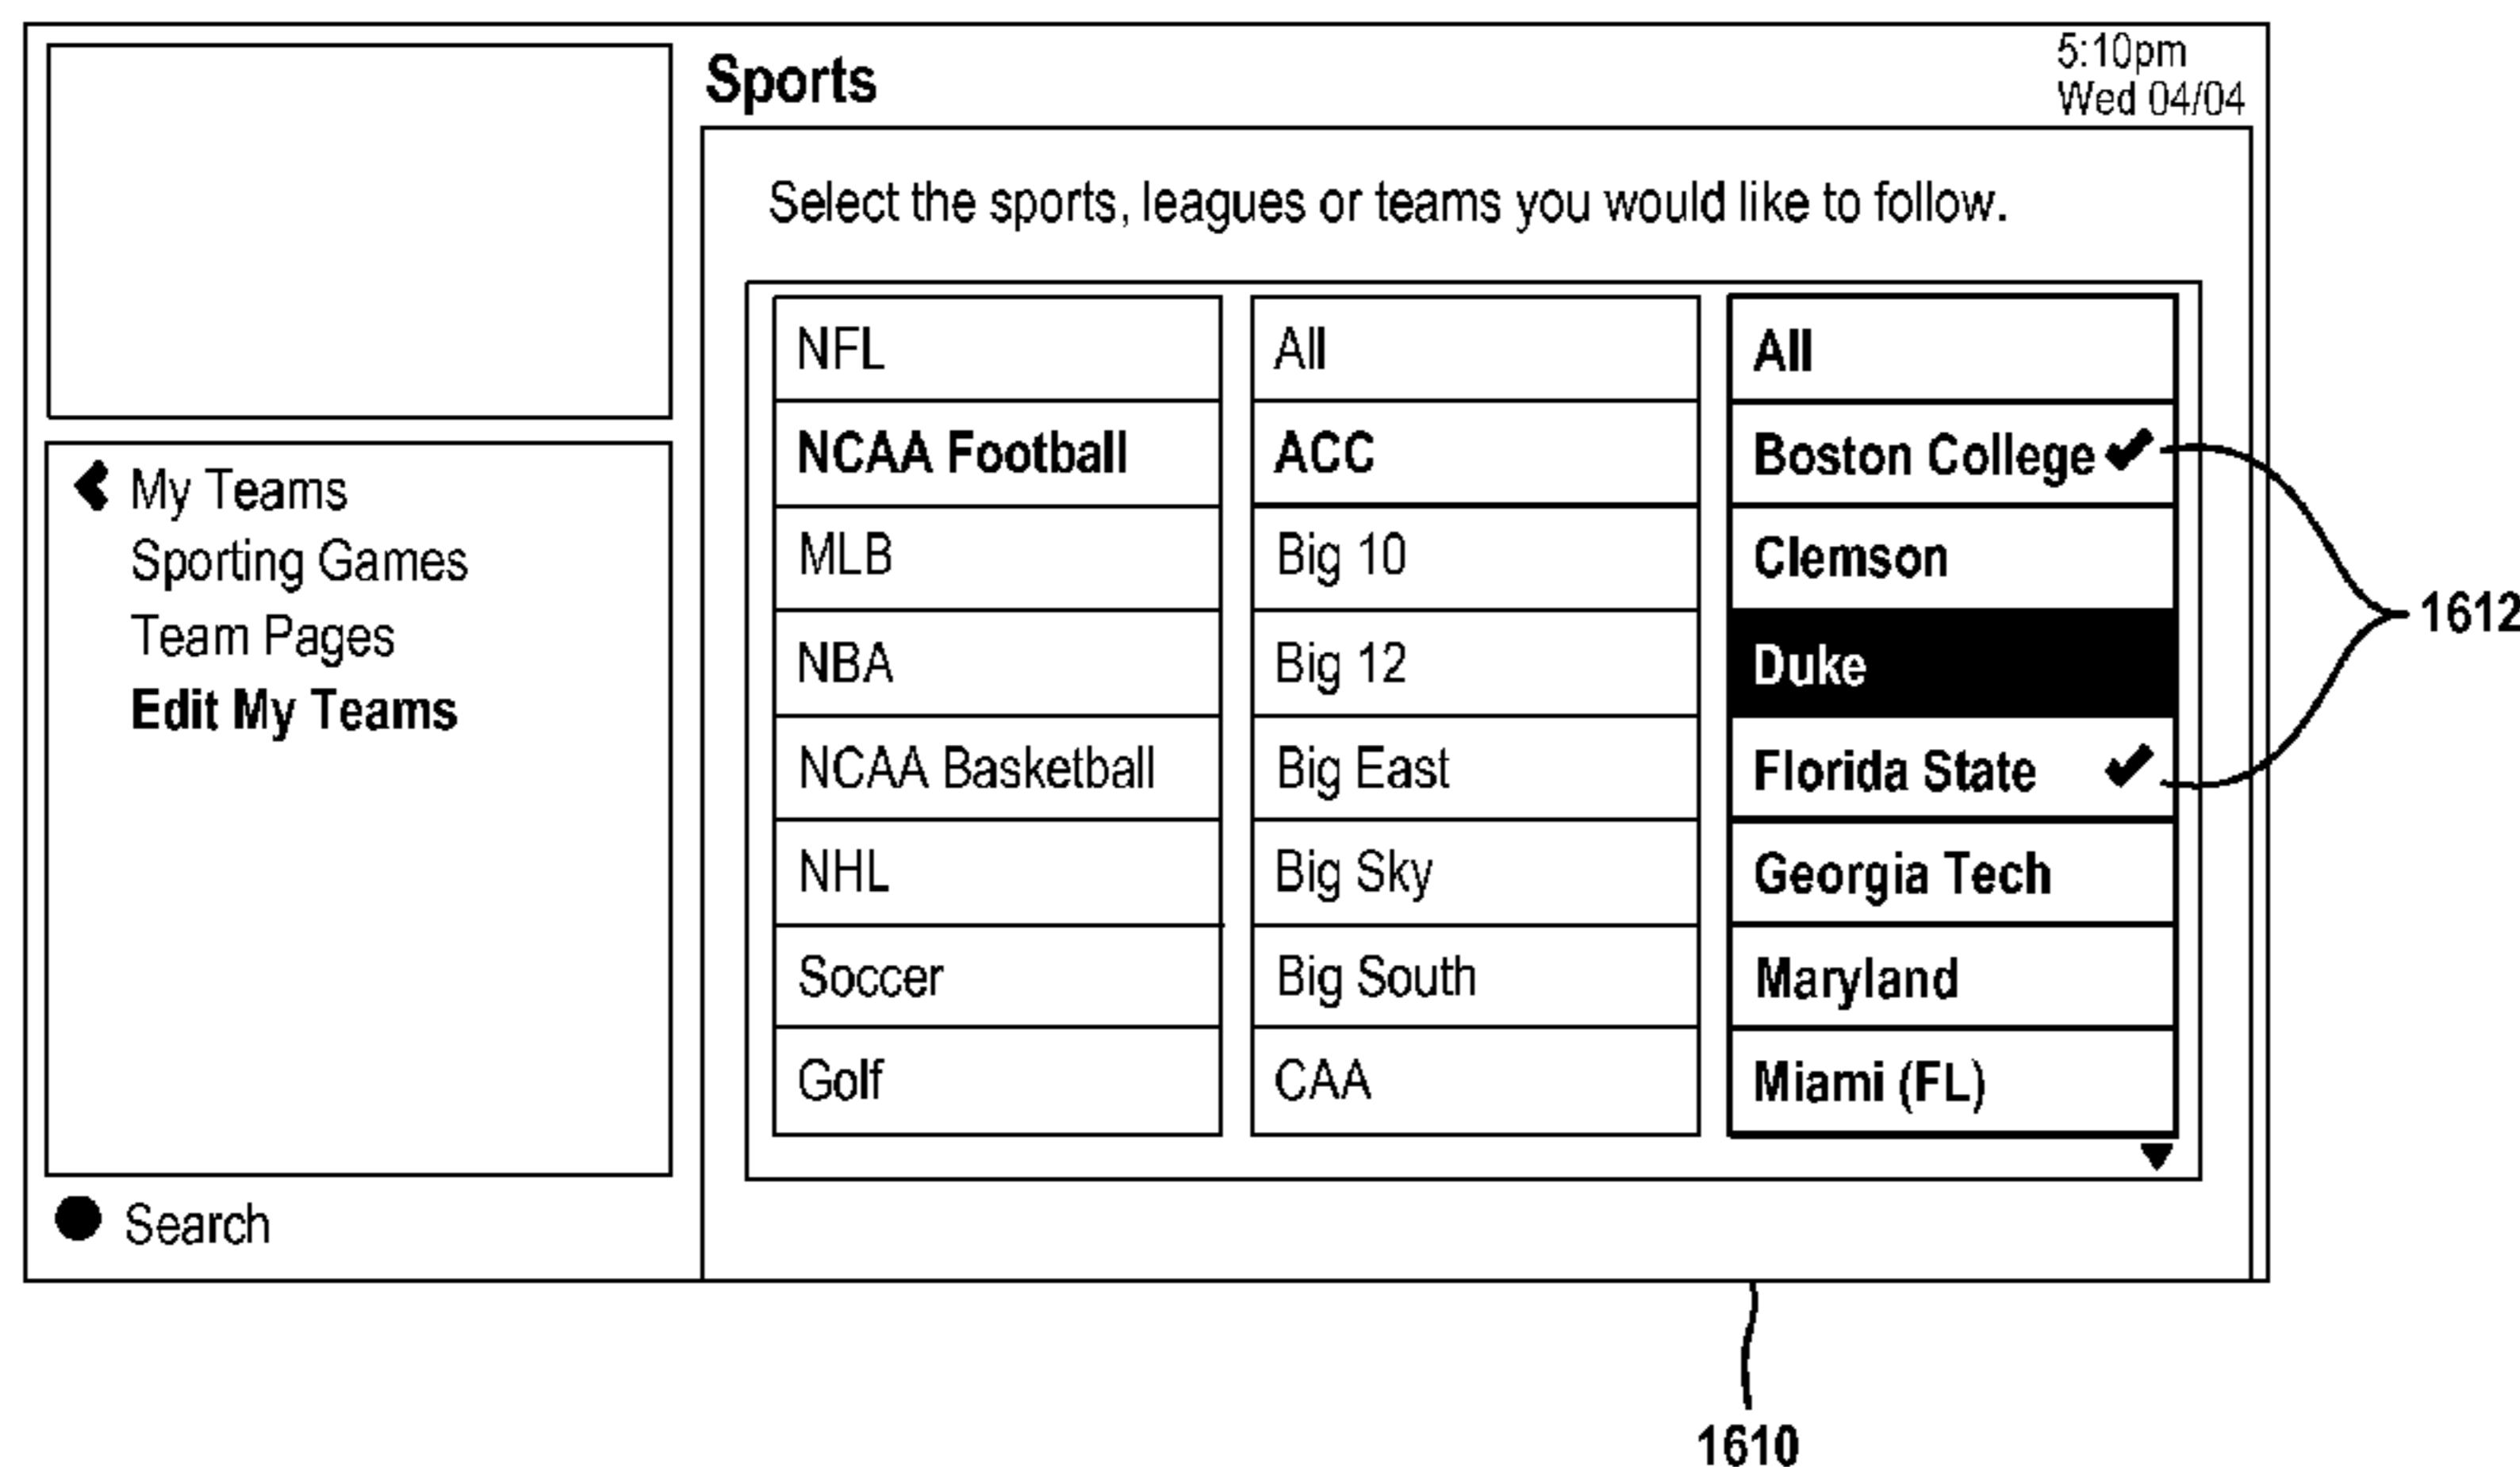 Sports
5:10pm
Wed 04/04
My Teams
Sporting Games
Team Pages
Edit My Teams
Search
Select the sports, leagues or teams you would like to follow.
NFL
NCAA Football
MLB
NBA
NCAA Basketball
NHL
Soccer
Golf
All
ACC
Big 10
Big 12
Big East
Big Sky
Big South
CAA
All
Boston College
Clemson
Duke
Florida State
Georgia Tech
Maryland
Miami (FL)
1612
1610